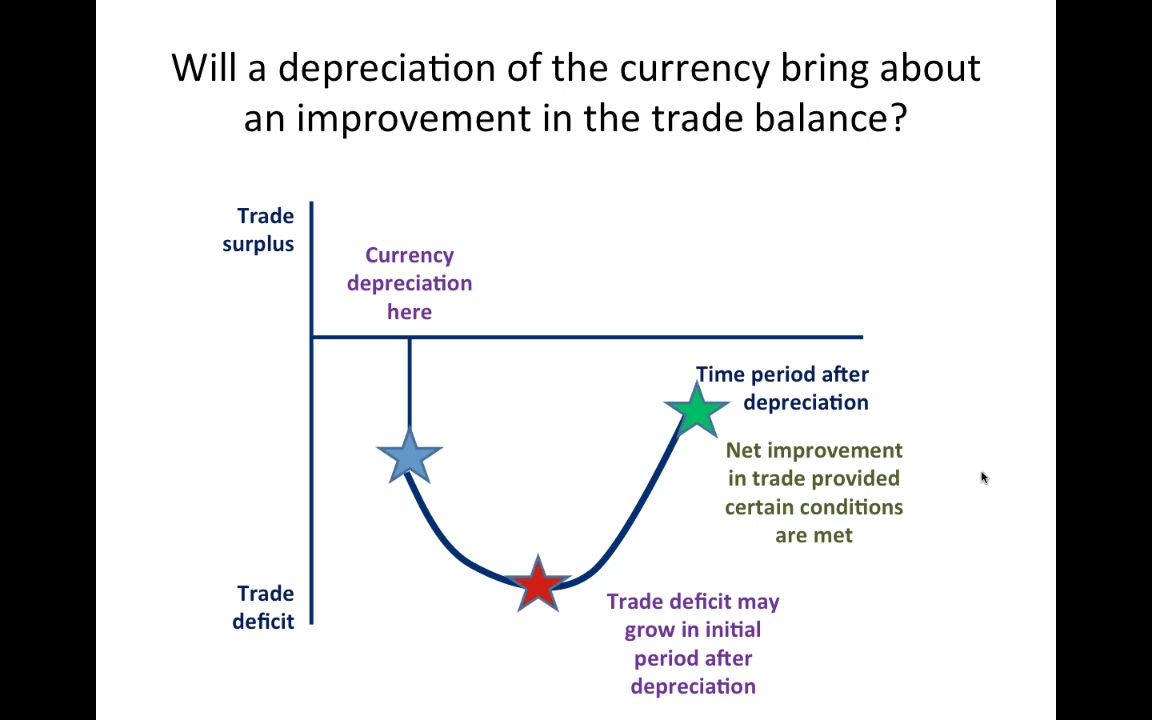 Will a depreciation of the currency bring about
an improvement in the trade balance?
Trade
surplus
Currency
depreciation
here
Time period after
depreciation
Net improvement
in trade provided
certain conditions
are met
Trade
deficit
Trade deficit may
grow in initial
period after
depreciation